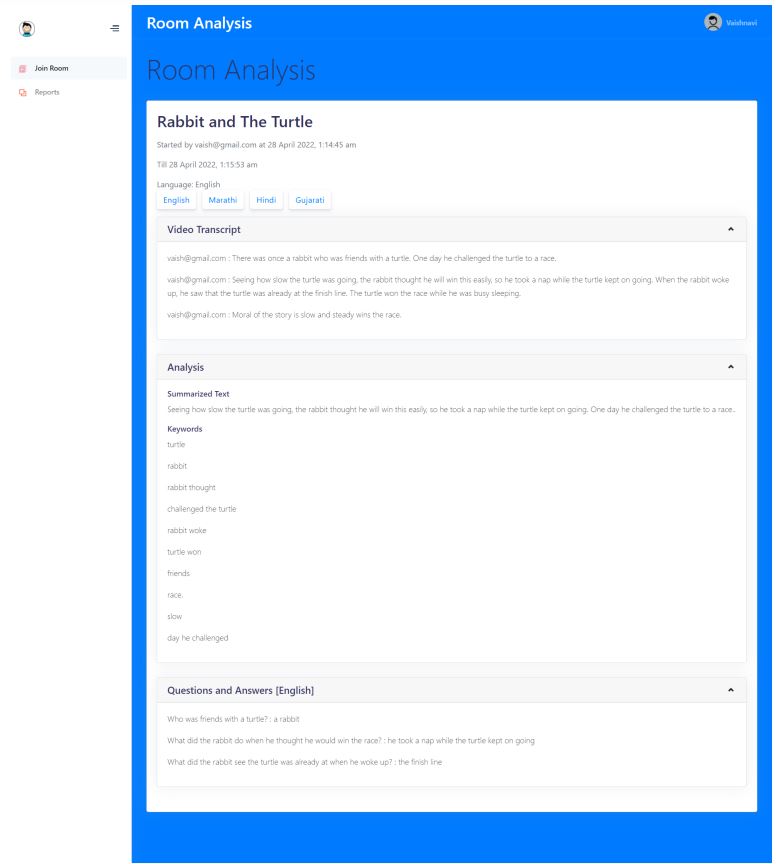 Room Analysis
Vaishnavi
Join Room
Reports
Room Analysis
Rabbit and The Turtle
Started by vaish@gmail.com at 28 April 2022, 1:14:45 am
Till 28 April 2022, 1:15:53 am
Language: English
English Marathi Hindi Gujarati
Video Transcript
vaish@gmail.com : There was once a rabbit who was friends with a turtle. One day he challenged the turtle to a race.
vaish@gmail.com : Seeing how slow the turtle was going, the rabbit thought he will win this easily, so he took a nap while the turtle kept on going. When the rabbit woke
up, he saw that the turtle was already at the finish line. The turtle won the race while he was busy sleeping.
vaish@gmail.com : Moral of the story is slow and steady wins the race.
Analysis
Summarized Text
Seeing how slow the turtle was going, the rabbit thought he will win this easily, so he took a nap while the turtle kept on going. One day he challenged the turtle to a race..
Keywords
turtle
rabbit
rabbit thought
challenged the turtle
rabbit woke
turtle won
friends
race.
slow
day he challenged
Questions and Answers [English]
Who was friends with a turtle? : a rabbit
What did the rabbit do when he thought he would win the race? : he took a nap while the turtle kept on going
What did the rabbit see the turtle was already at when he woke up? : the finish line